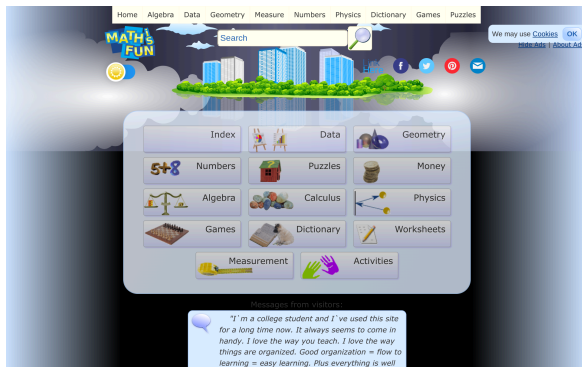 Home Algebra Data Geometry Measure Numbers Physics Dictionary Games Puzzles
MATHS FUN
Search
We may use Cookies OK
Hide Ads | About Ad
Index Data Geometry
5+8 Numbers Puzzles Money
Algebra Calculus Physics
Games Dictionary Worksheets
Measurement Activities
Messages from visitors:
"I`m a college student and I`ve used this site
for a long time now. It always seems to come in
handy. I love the way you teach. I love the way
things are organized. Good organization = flow to
learning = easy learning. Plus everything is well